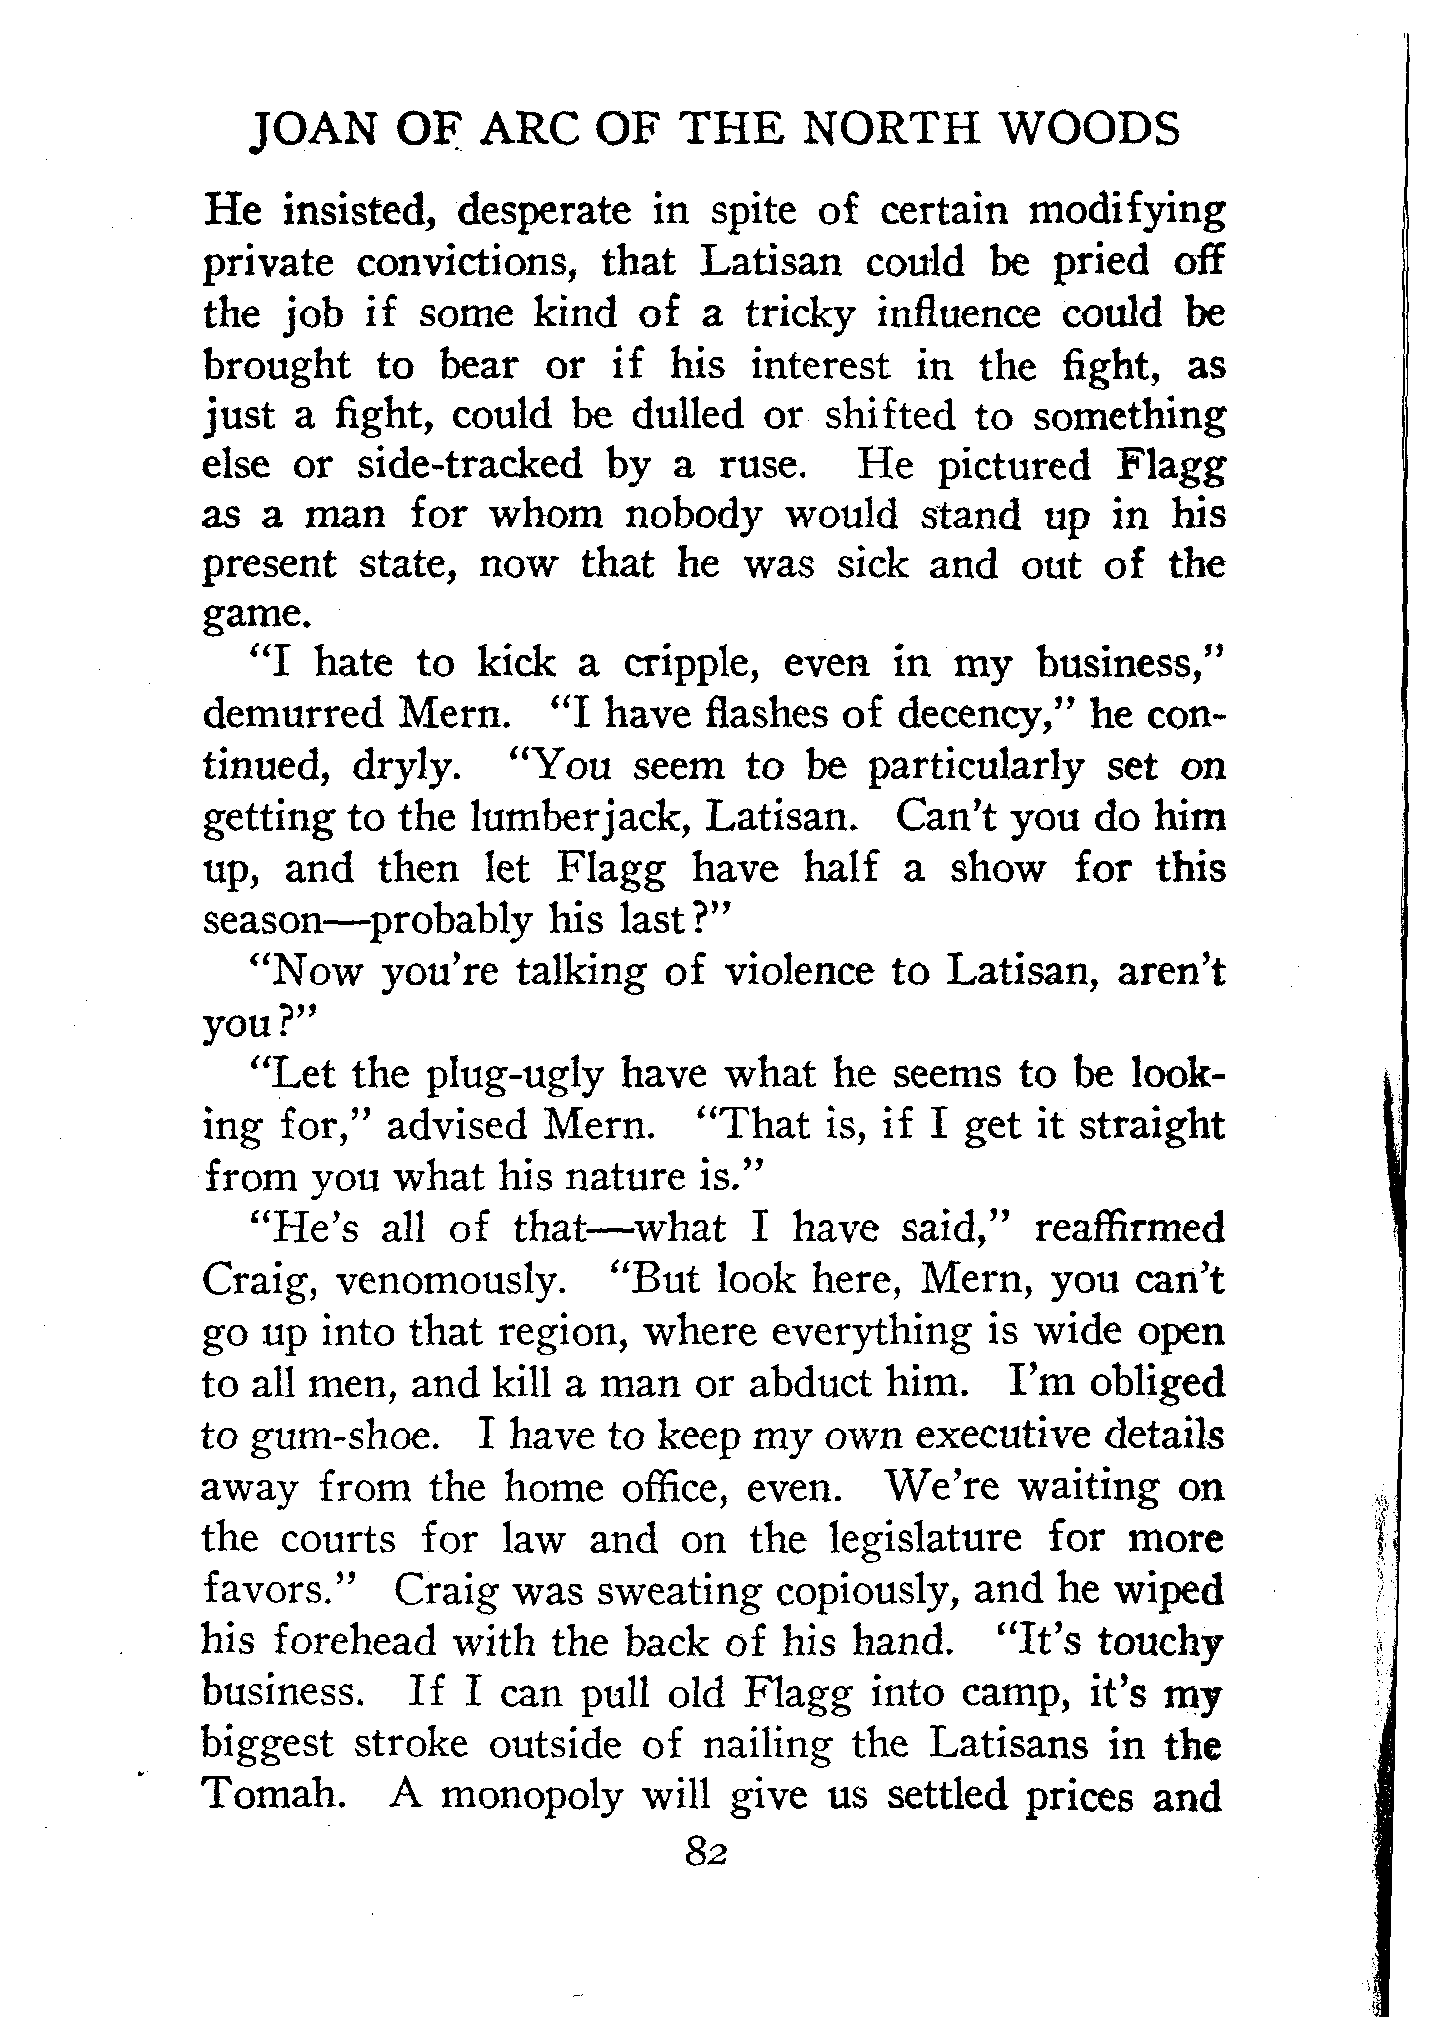 JOAN OF ARC OF THE NORTH WOODS
He insisted, desperate in spite of certain modifying
private convictions, that Latisan could be pried off
the job if some kind of a tricky influence could be
brought to bear or if his interest in the fight, as
just a fight, could be dulled or shifted to something
else or side-tracked by a ruse. He pictured Flagg
as a man for whom nobody would stand up in his
present state, now that he was sick and out of the
game.
"I hate to kick a cripple, even in my business,"
demurred Mern. "I have flashes of decency," he con-
tinued, dryly. "You seem to be particularly set on
getting to the lumberjack, Latisan. Can't you do him
up, and then let Flagg have half a show for this
season—probably his last?"
"Now you're talking of violence to Latisan, aren't
you?"
"Let the plug-ugly have what he seems to be look-
ing for," advised Mern. "That is, if I get it straight
from you what his nature is."
"He's all of that—what I have said," reaffirmed
Craig, venomously. "But look here, Mern, you can't
go up into that region, where everything is wide open
to all men, and kill a man or abduct him. I'm obliged
to gum-shoe. I have to keep my own executive details
away from the home office, even. We're waiting on
the courts for law and on the legislature for more
favors." Craig was sweating copiously, and he wiped
his forehead with the back of his hand. "It's touchy
business. If I can pull old Flagg into camp, it's my
biggest stroke outside of nailing the Latisans in the
Tomah. A monopoly will give us settled prices and
82